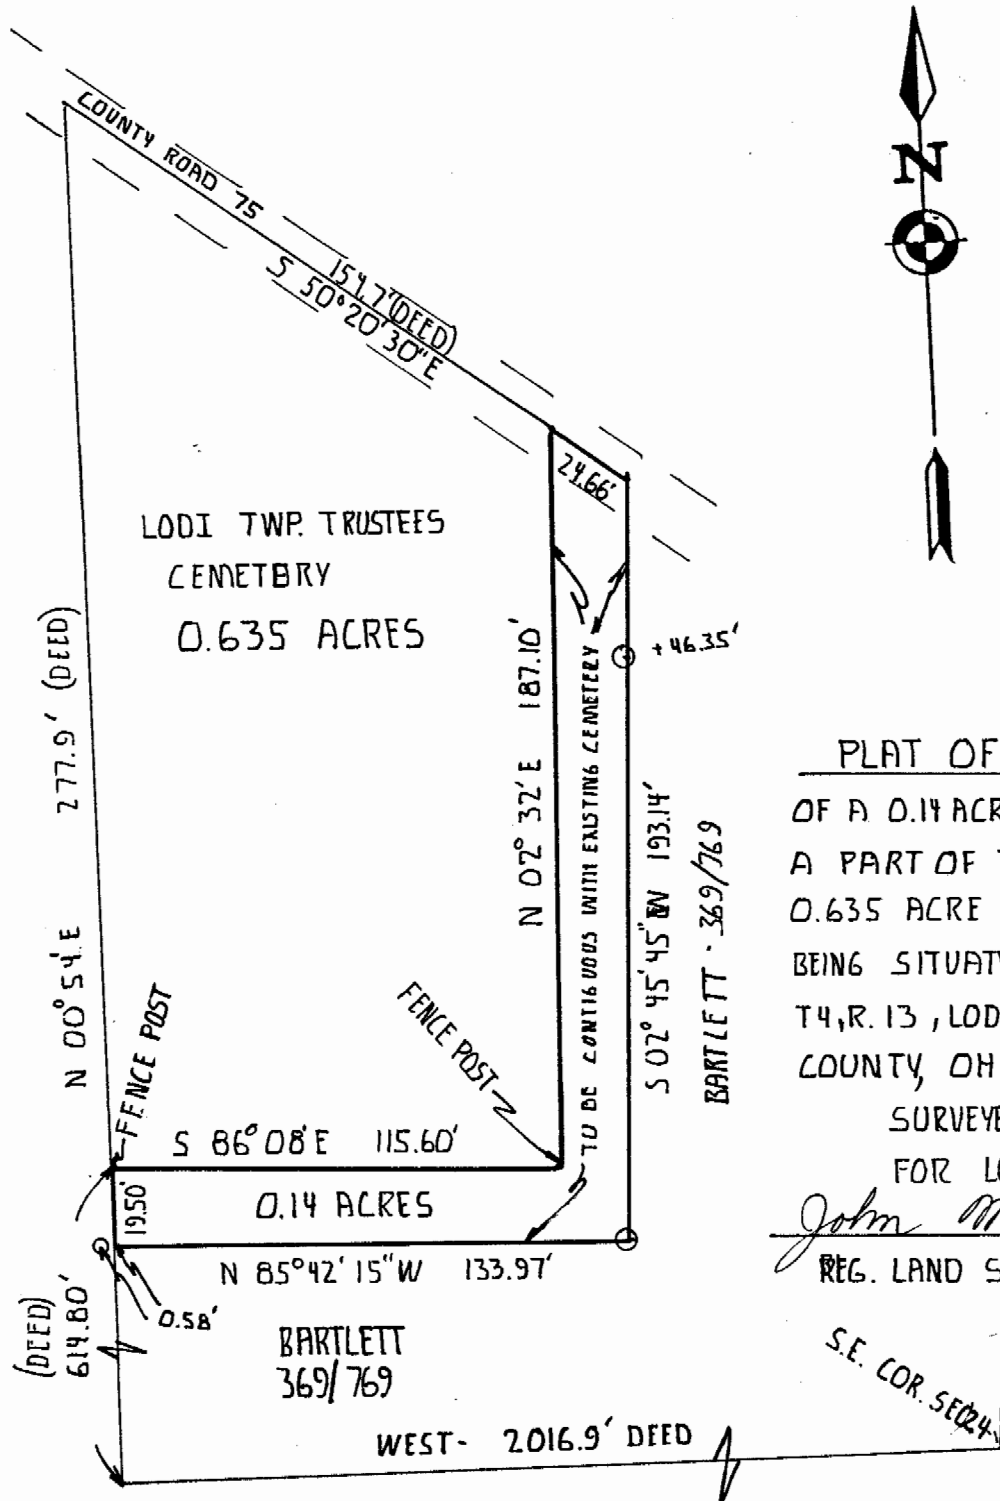 N
COUNTY ROAD 75
154.7'(DEED)
S 50°20'30"E
24.66'
LODI TWP. TRUSTEES
CEMETERY
0.635 ACRES
277.9' (DEED)
N 00°54'E
N 02° 32'E 187.10'
TO BE CONTIGUOUS WITH EXISTING CEMETERY
+46.35'
S 02° 45' 45" W 193.14'
BARTLETT - 369/769
PLAT OF
OF A 0.14 ACR
A PART OF T
0.635 ACRE
BEING SITUAT
T4, R. 13, LOD
COUNTY, OH
SURVEYE
FOR LO
John M
REG. LAND S
FENCE POST
FENCE POST
S 86° 08'E 115.60'
19.50'
0.14 ACRES
N 85°42'15"W 133.97'
0.58'
(DEED)
614.80'
BARTLETT
369/769
S.E. COR. SEC 24
WEST- 2016.9' DEED